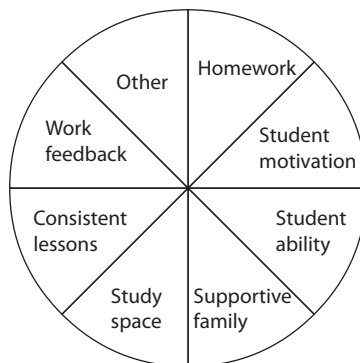 Homework
Student
motivation
Student
ability
Supportive
family
Study
space
Consistent
lessons
Work
feedback
Other